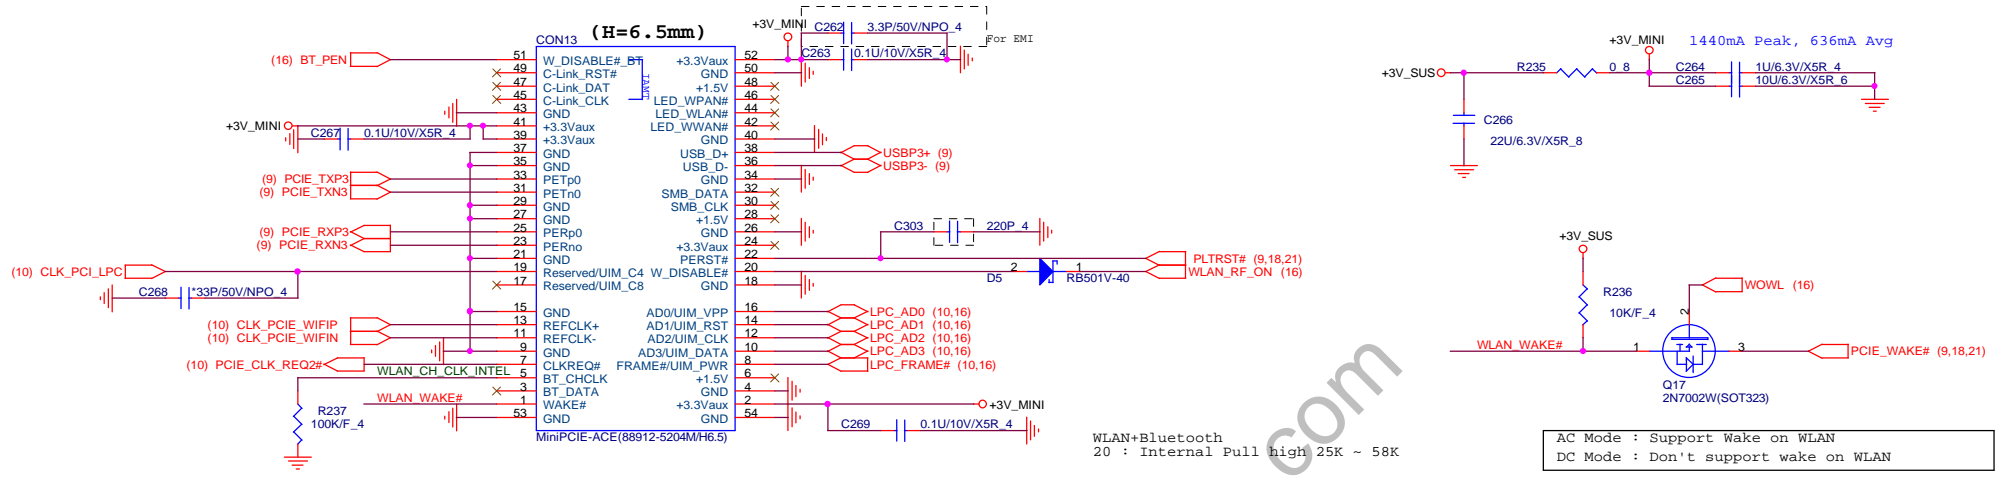 (H=6.5mm)
CON13
(16) BT_PEN
51 W_DISABLE#_BT
49 C-Link_RST#
47 C-Link_DAT
45 C-Link_CLK
43 GND
41 +3.3Vaux
39 +3.3Vaux
37 GND
35 GND
33 PETp0
31 PETn0
29 GND
27 GND
25 PERp0
23 PERno
21 GND
19 Reserved/UIM_C4
17 Reserved/UIM_C8
15 GND
13 REFCLK+
11 REFCLK-
9 GND
7 CLKREQ#
5 BT_CHCLK
3 BT_DATA
1 WAKE#
53 GND
IAMT
+3.3Vaux 52
GND 50
+1.5V 48
LED_WPAN# 46
LED_WLAN# 44
LED_WWAN# 42
GND 40
USB_D+ 38
USB_D- 36
GND 34
SMB_DATA 32
SMB_CLK 30
+1.5V 28
GND 26
+3.3Vaux 24
PERST# 22
W_DISABLE# 20
GND 18
AD0/UIM_VPP 16
AD1/UIM_RST 14
AD2/UIM_CLK 12
AD3/UIM_DATA 10
FRAME#/UIM_PWR 8
+1.5V 6
GND 4
+3.3Vaux 2
GND 54
MiniPCIE-ACE(88912-5204M/H6.5)
+3V_MINI
C267 0.1U/10V/X5R_4
(9) PCIE_TXP3
(9) PCIE_TXN3
(9) PCIE_RXP3
(9) PCIE_RXN3
(10) CLK_PCI_LPC
C268 *33P/50V/NPO_4
(10) CLK_PCIE_WIFIP
(10) CLK_PCIE_WIFIN
(10) PCIE_CLK_REQ2#
WLAN_CH_CLK_INTEL
WLAN_WAKE#
R237
100K/F_4
+3V_MINI
C262 3.3P/50V/NPO_4
C263 0.1U/10V/X5R_4
For EMI
USBP3+ (9)
USBP3- (9)
C303 220P_4
PLTRST# (9,18,21)
2 1 WLAN_RF_ON (16)
D5 RB501V-40
LPC_AD0 (10,16)
LPC_AD1 (10,16)
LPC_AD2 (10,16)
LPC_AD3 (10,16)
LPC_FRAME# (10,16)
+3V_MINI
C269 0.1U/10V/X5R_4
WLAN+Bluetooth
20 : Internal Pull high 25K ~ 58K
com
+3V_MINI 1440mA Peak, 636mA Avg
+3V_SUS R235 0_8 C264 1U/6.3V/X5R_4
C265 10U/6.3V/X5R_6
C266
22U/6.3V/X5R_8
+3V_SUS
R236
10K/F_4
WOWL (16)
2
WLAN_WAKE# 1 3 PCIE_WAKE# (9,18,21)
Q17
2N7002W(SOT323)
AC Mode : Support Wake on WLAN
DC Mode : Don't support wake on WLAN